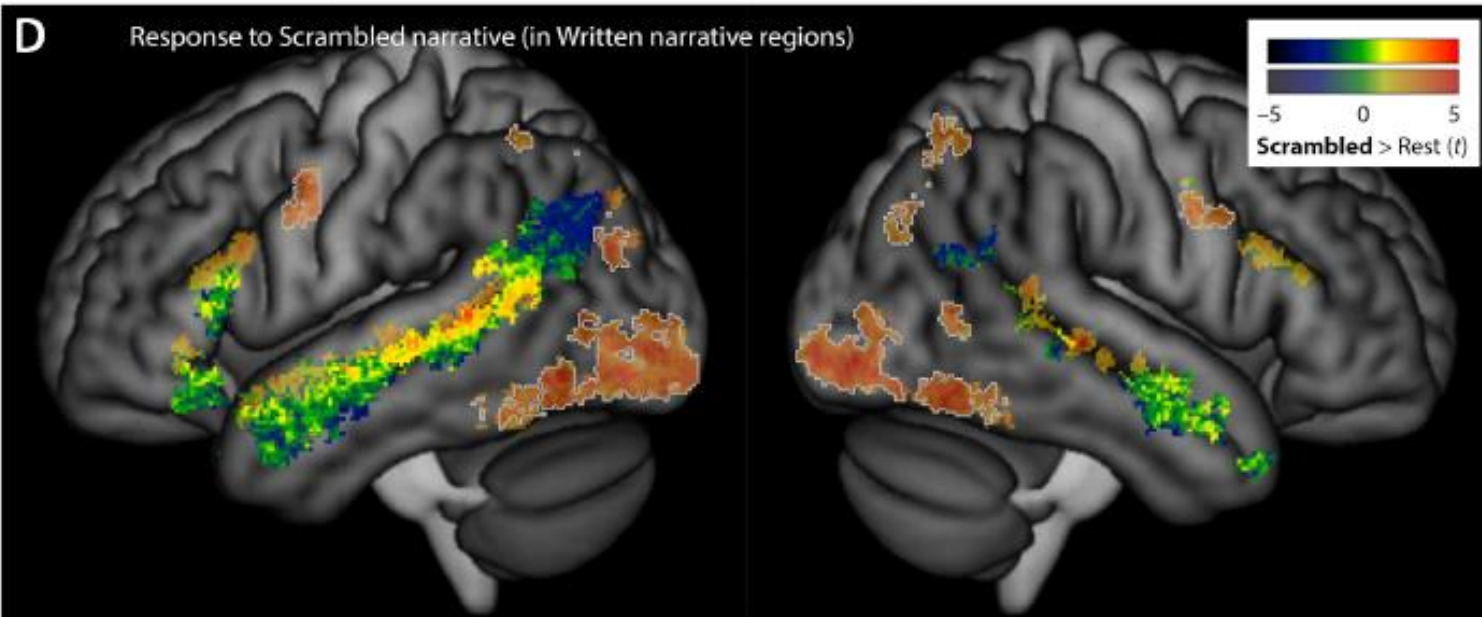 D
Response to Scrambled narrative (in Written narrative regions)
–5 0 5
Scrambled > Rest (t)